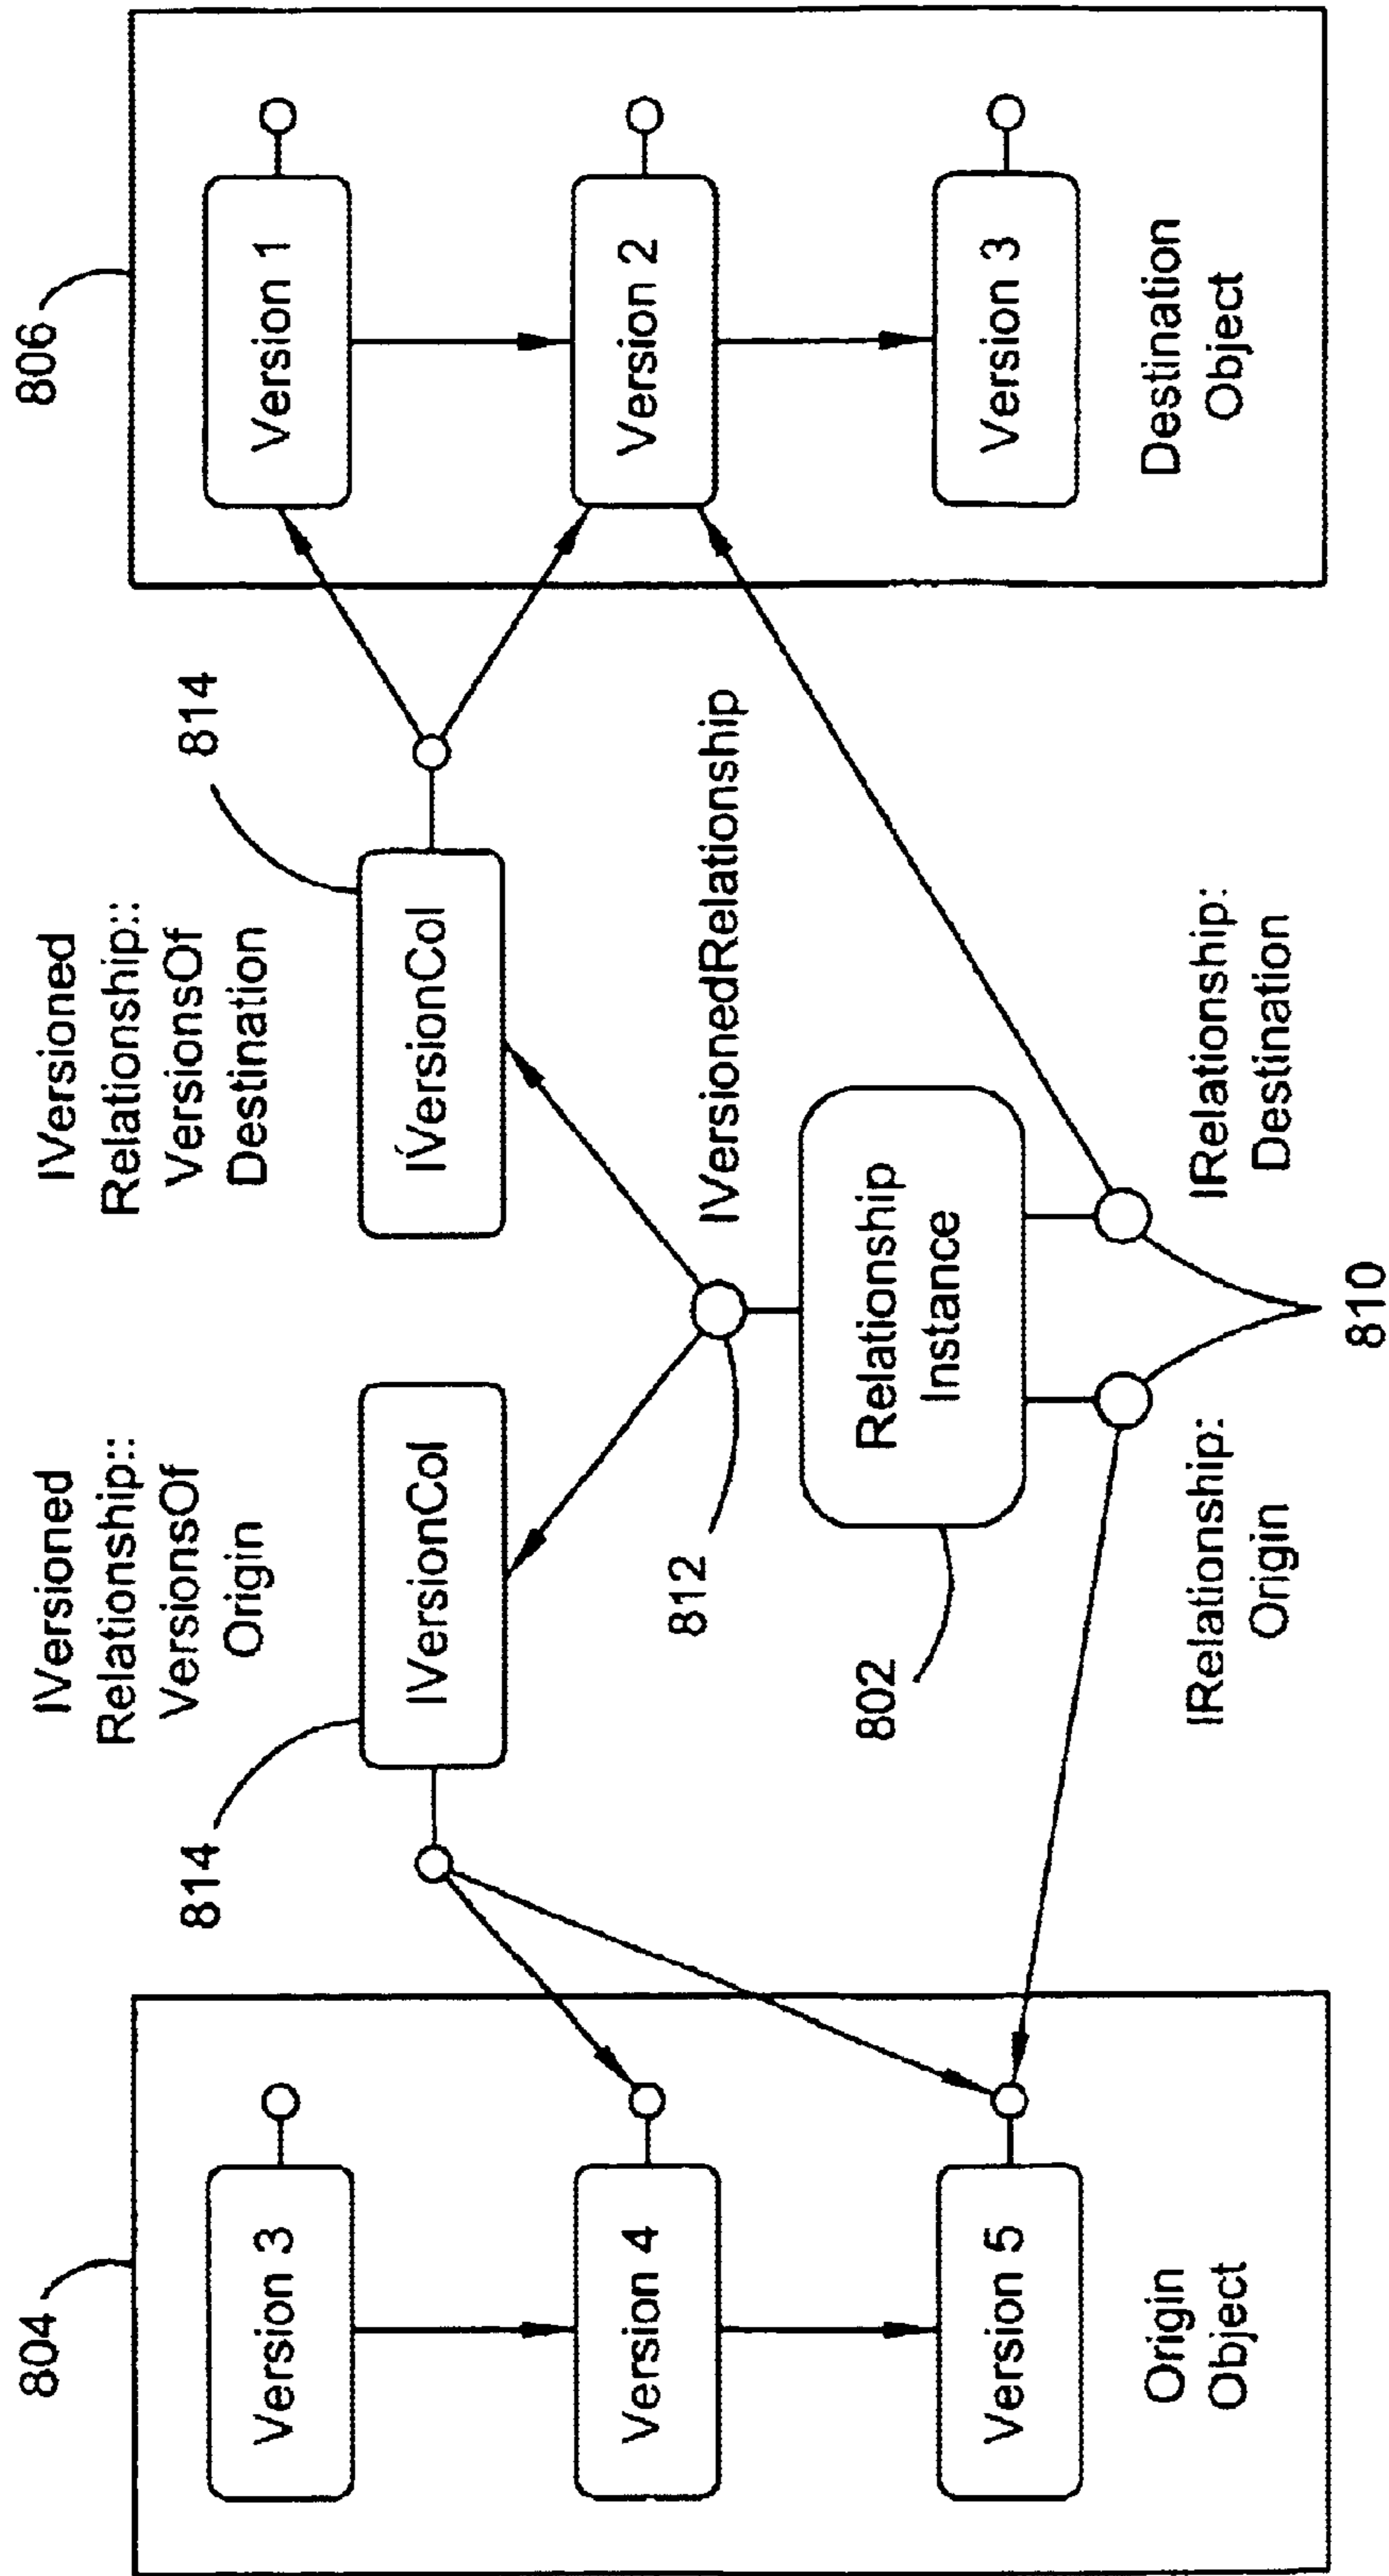 804
Version 3
Version 4
Version 5
Origin
Object
IVersioned
Relationship::
VersionsOf
Origin
814
IVersionCol
812
802
IRelationship:
Origin
IVersioned
Relationship::
VersionsOf
Destination
814
IVersionCol
IVersionedRelationship
Relationship
Instance
IRelationship:
Destination
810
806
Version 1
Version 2
Version 3
Destination
Object